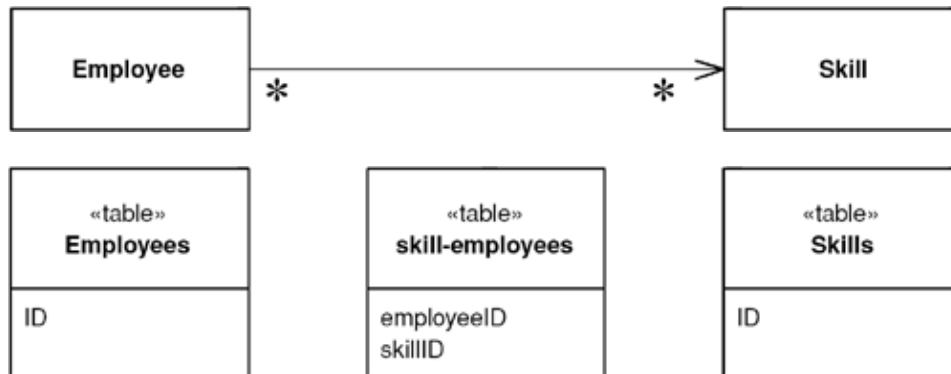 Employee
*
*
Skill
«table»
Employees
ID
«table»
skill-employees
employeeID
skillID
«table»
Skills
ID